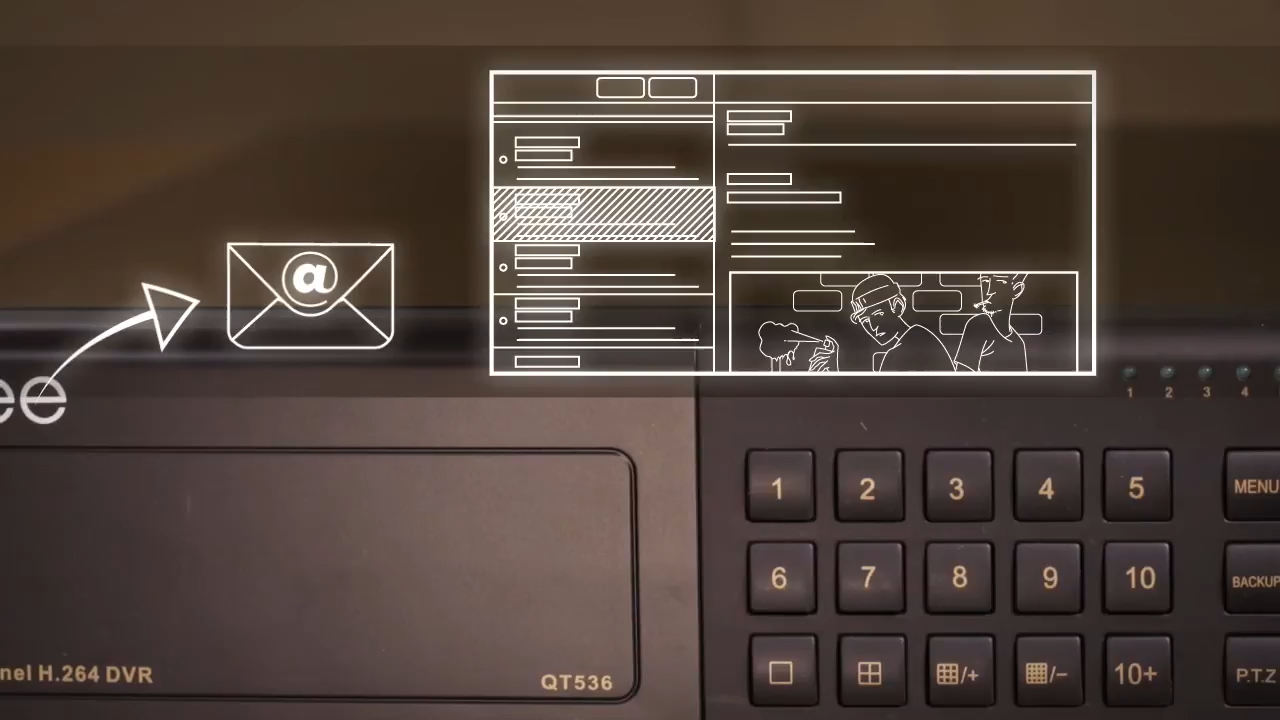 @
ee
1 2 3 4
1 2 3 4 5 MENU
6 7 8 9 10 BACKUP
/+ /− 10+ P.T.Z
nel H.264 DVR
QT536